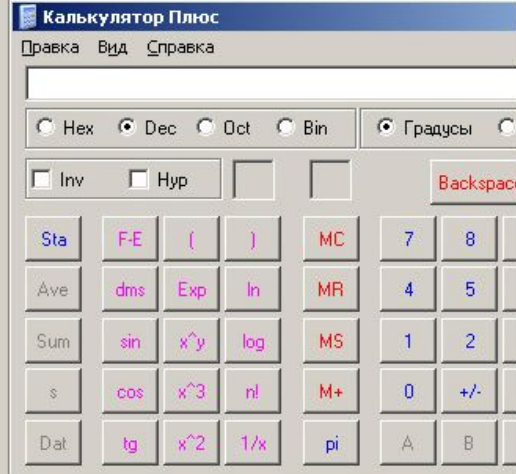 Калькулятор Плюс
Правка Вид Справка
Hex Dec Oct Bin Градусы
Inv Hyp Backspace
Sta F-E ( ) MC 7 8
Ave dms Exp ln MR 4 5
Sum sin x^y log MS 1 2
s cos x^3 n! M+ 0 +/-
Dat tg x^2 1/x pi A B